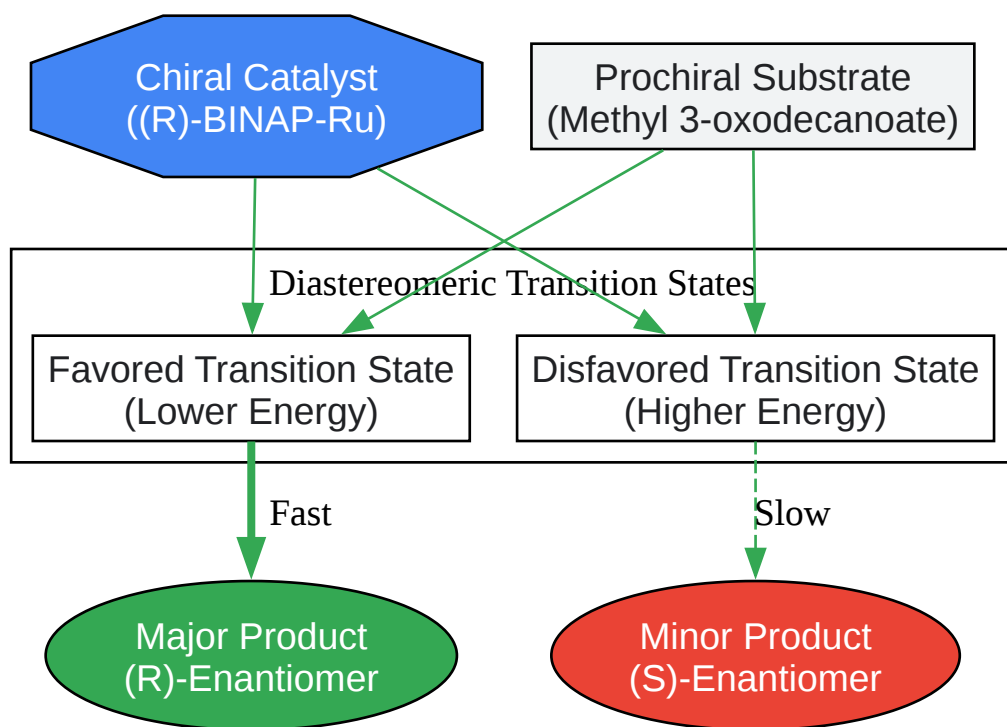 Chiral Catalyst
((R)-BINAP-Ru)
Prochiral Substrate
(Methyl 3-oxodecanoate)
Diastereomeric Transition States
Favored Transition State
(Lower Energy)
Disfavored Transition State
(Higher Energy)
Fast
Slow
Major Product
(R)-Enantiomer
Minor Product
(S)-Enantiomer